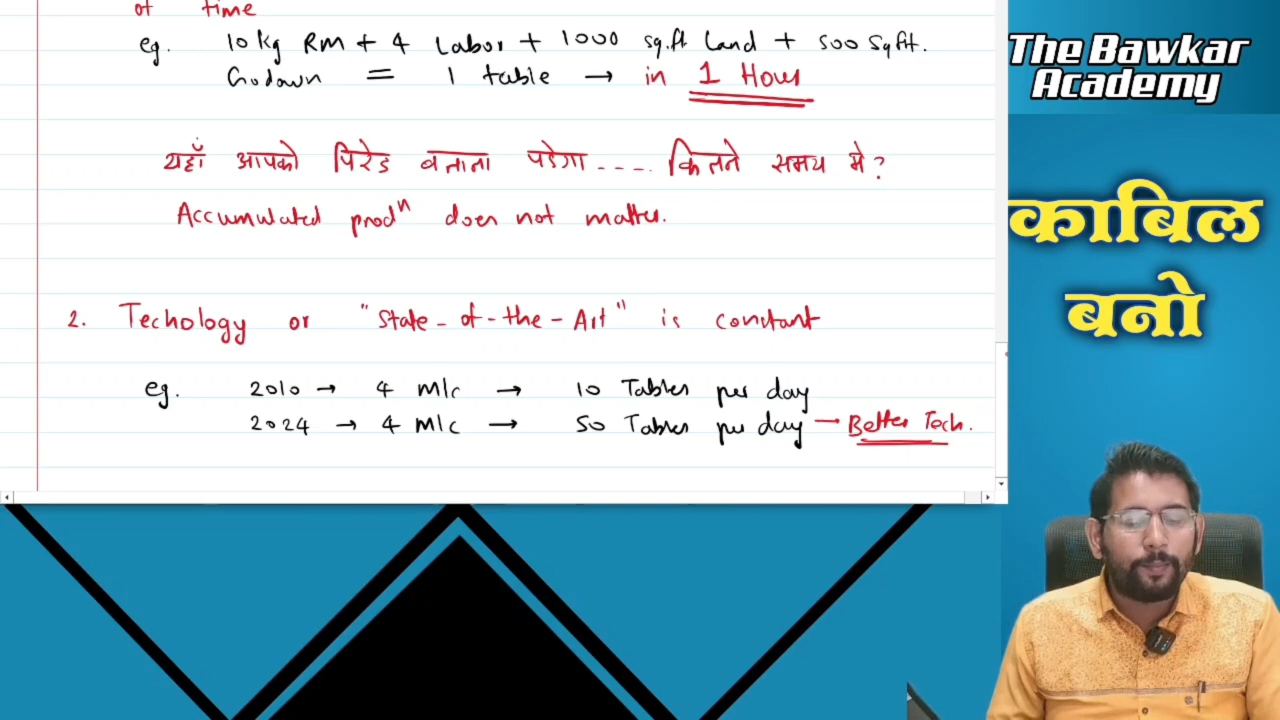 of time
eg. 10 kg RM + 4 Labor + 1000 sq.ft Land + 500 Sqft.
Godown = 1 table → in 1 Hour
यहाँ आपको पिरेड बताना पडेगा .... कितने समय मे?
Accumulated prodⁿ does not matter.
2. Techology or "State-of-the-Art" is constant
eg. 2010 → 4 M/c → 10 Tables per day
2024 → 4 M/c → 50 Tables per day → Better Tech.
The Bawkar
Academy
काबिल
बनो